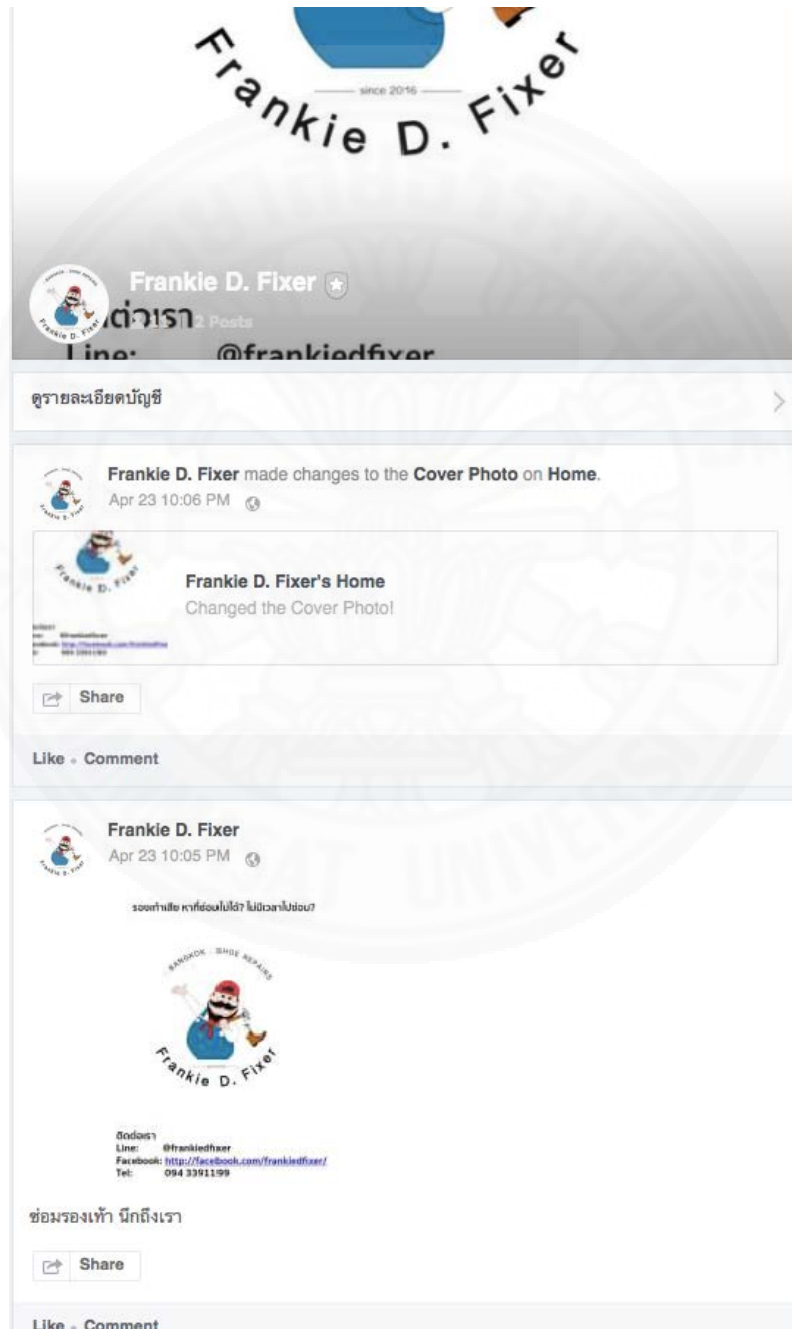 Frankie D. Fixer
since 2016
Frankie D. Fixer
ต่อเรา
2 Posts
Line: @frankiedfixer
ดูรายละเอียดบัญชี
Frankie D. Fixer made changes to the Cover Photo on Home.
Apr 23 10:06 PM
Frankie D. Fixer
Frankie D. Fixer's Home
Changed the Cover Photo!
Share
Like Comment
Frankie D. Fixer
Apr 23 10:05 PM
รองเท้าเสีย หาที่ซ่อมไม่ได้? ไม่มีเวลาไปซ่อม?
BANGKOK SHOE REPAIRS
Frankie D. Fixer
ติดต่อเรา
Line: @frankiedfixer
Facebook: http://facebook.com/frankiedfixer/
Tel: 094 3391199
ซ่อมรองเท้า นึกถึงเรา
Share
Like Comment